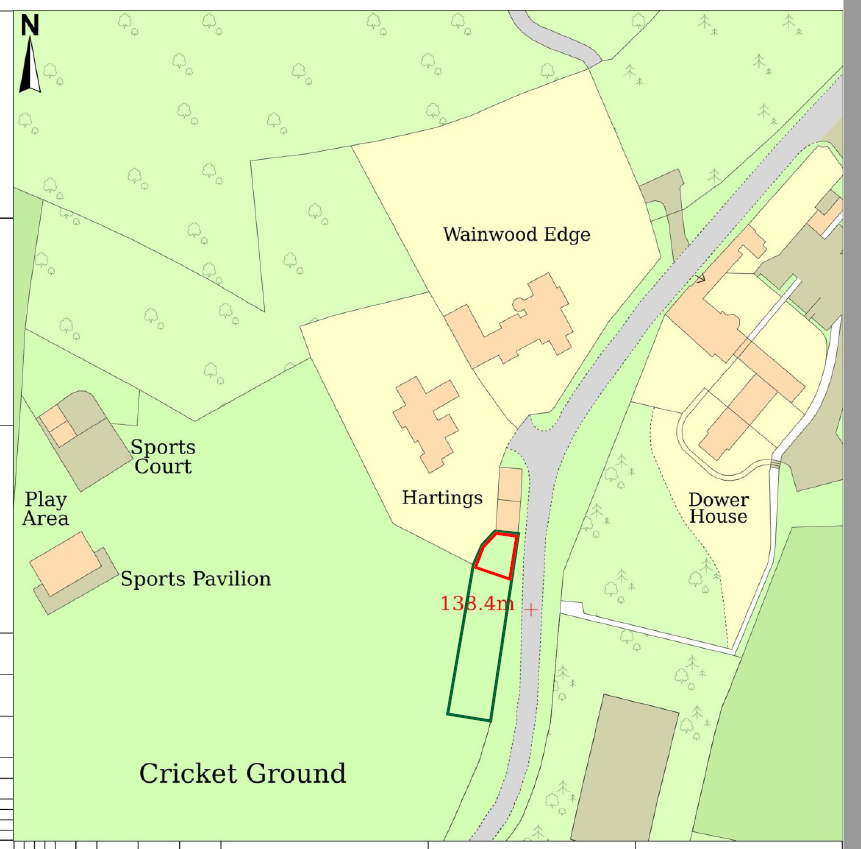 N
Wainwood Edge
Sports
Court
Hartings
Play
Area
Dower
House
Sports Pavilion
138.4m
Cricket Ground